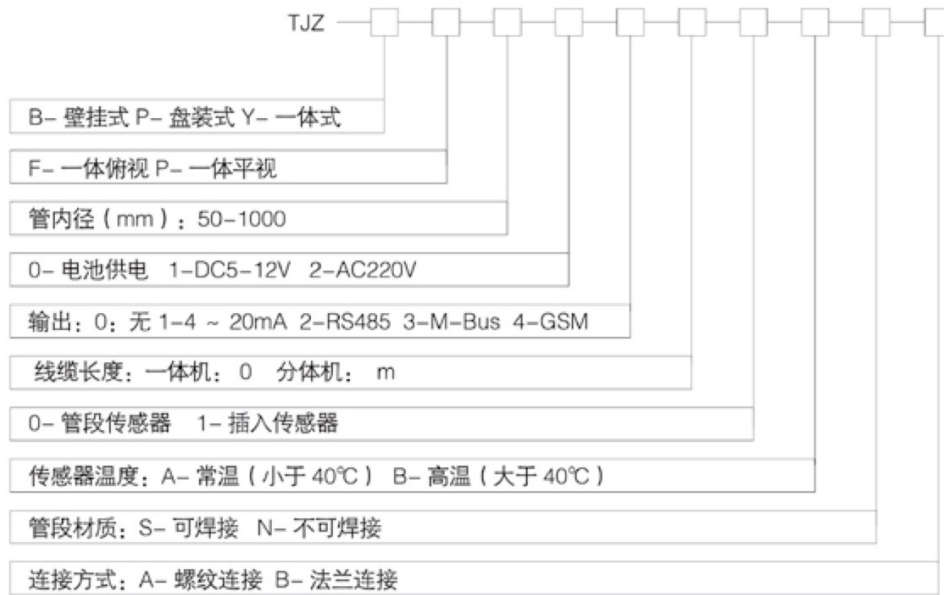 TJZ
B- 壁挂式 P- 盘装式 Y- 一体式
F- 一体俯视 P- 一体平视
管内径（mm）：50-1000
0- 电池供电 1-DC5-12V 2-AC220V
输出：0：无 1-4 ~ 20mA 2-RS485 3-M-Bus 4-GSM
线缆长度：一体机：0 分体机： m
0- 管段传感器 1- 插入传感器
传感器温度：A- 常温（小于 40℃） B- 高温（大于 40℃）
管段材质：S- 可焊接 N- 不可焊接
连接方式：A- 螺纹连接 B- 法兰连接